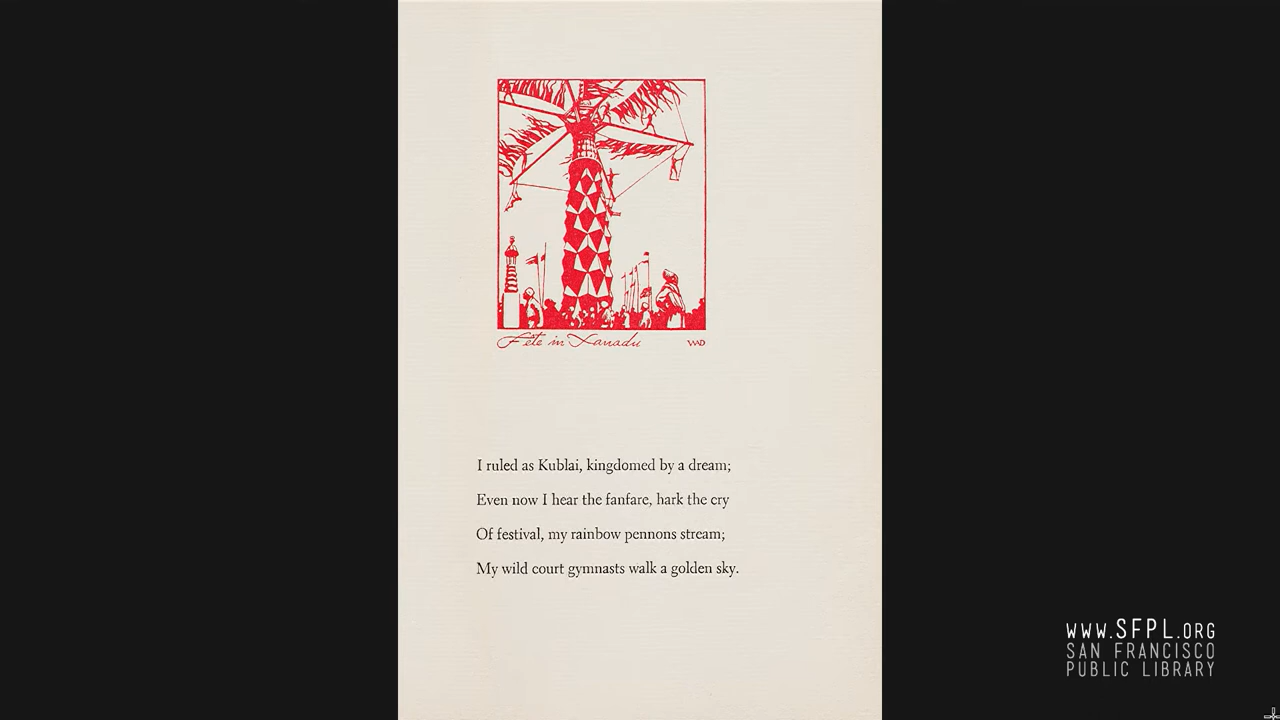 Fête in Xanadu
WAD
I ruled as Kublai, kingdomed by a dream;
Even now I hear the fanfare, hark the cry
Of festival, my rainbow pennons stream;
My wild court gymnasts walk a golden sky.
WWW.SFPL.ORG
SAN FRANCISCO
PUBLIC LIBRARY